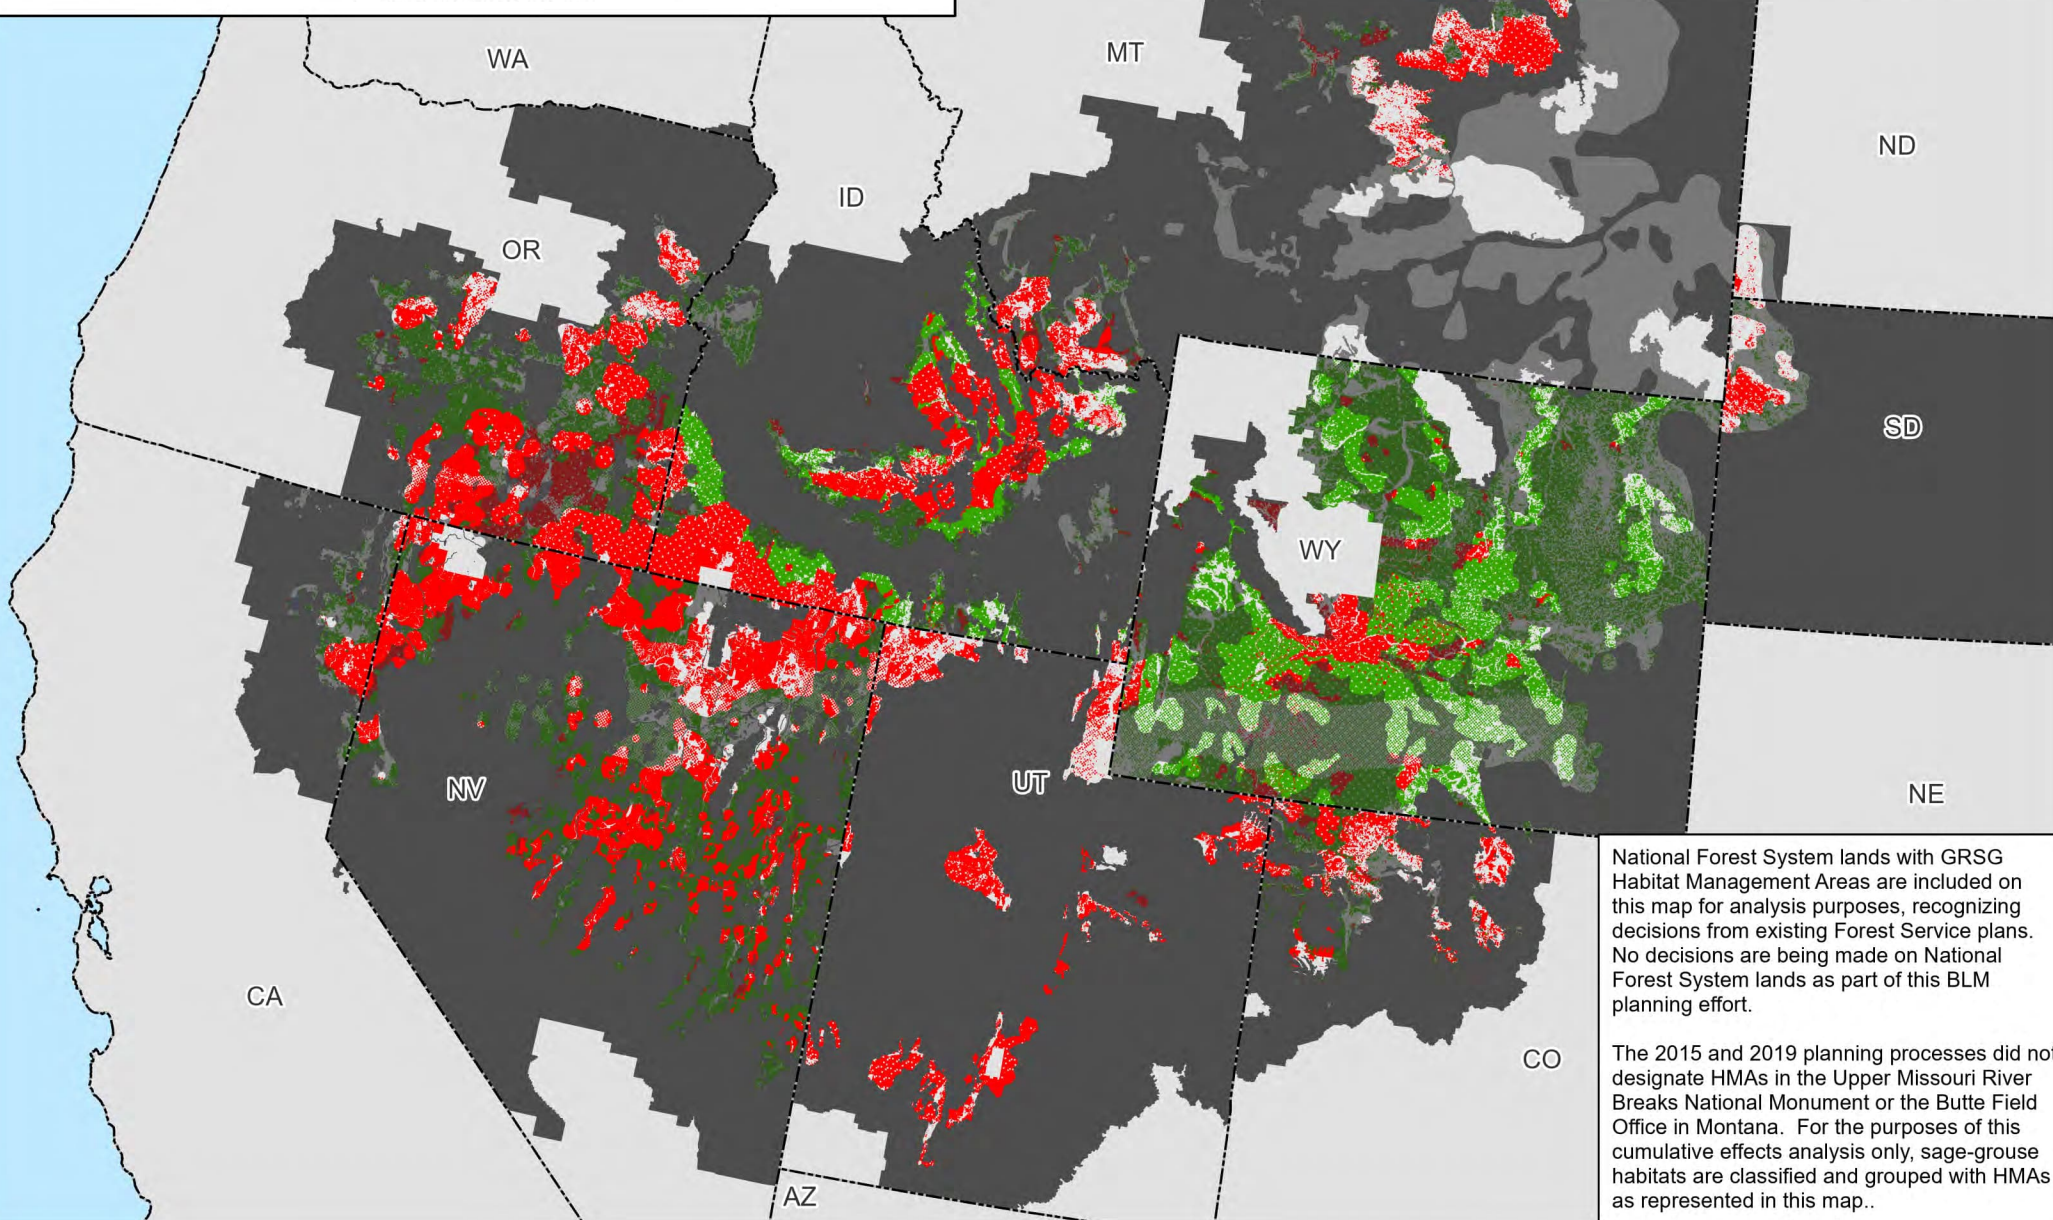 WA
MT
ND
ID
OR
SD
WY
NV
UT
NE
CA
CO
AZ
National Forest System lands with GRSG
Habitat Management Areas are included on
this map for analysis purposes, recognizing
decisions from existing Forest Service plans.
No decisions are being made on National
Forest System lands as part of this BLM
planning effort.
The 2015 and 2019 planning processes did not
designate HMAs in the Upper Missouri River
Breaks National Monument or the Butte Field
Office in Montana. For the purposes of this
cumulative effects analysis only, sage-grouse
habitats are classified and grouped with HMAs
as represented in this map..